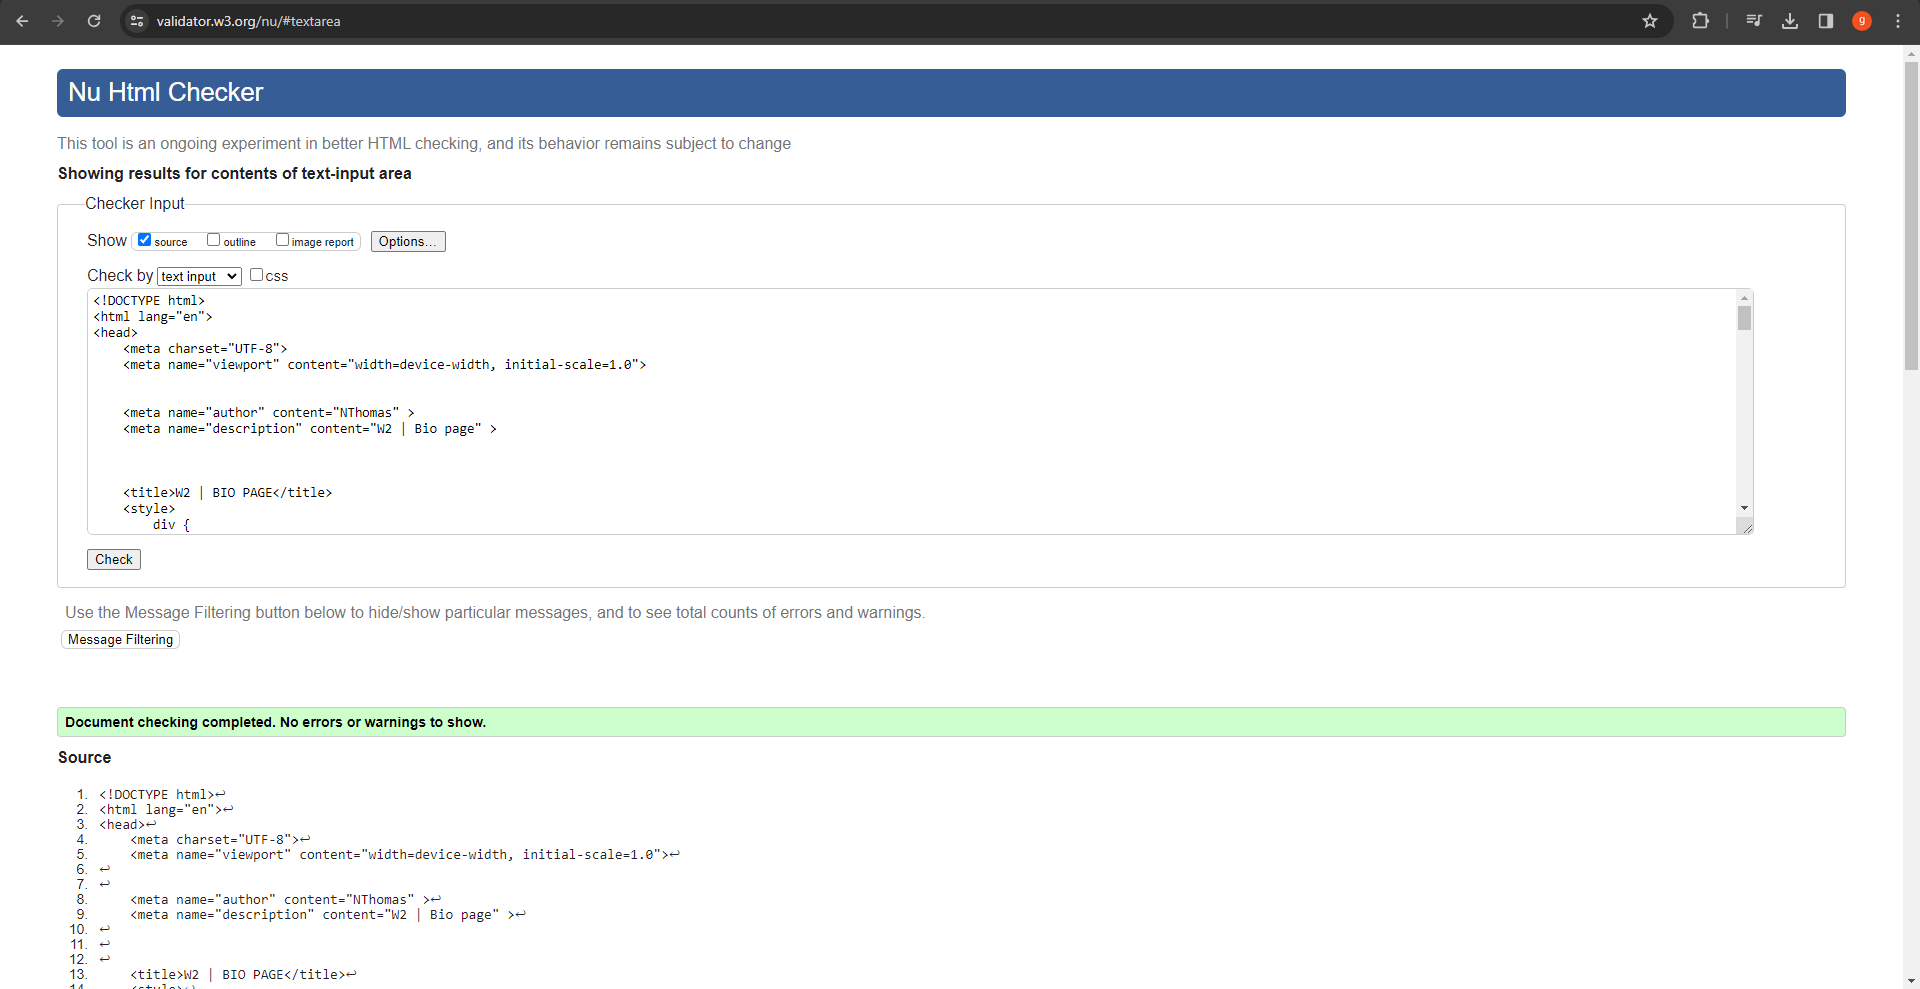 validator.w3.org/nu/#textarea
g
Nu Html Checker
This tool is an ongoing experiment in better HTML checking, and its behavior remains subject to change
Showing results for contents of text-input area
Checker Input
Show source outline image report Options...
Check by text input css
<!DOCTYPE html>
<html lang="en">
<head>
    <meta charset="UTF-8">
    <meta name="viewport" content="width=device-width, initial-scale=1.0">
    <meta name="author" content="NThomas" >
    <meta name="description" content="W2 | Bio page" >
    <title>W2 | BIO PAGE</title>
    <style>
        div {
Check
Use the Message Filtering button below to hide/show particular messages, and to see total counts of errors and warnings.
Message Filtering
Document checking completed. No errors or warnings to show.
Source
1. <!DOCTYPE html>↩
2. <html lang="en">↩
3. <head>↩
4.     <meta charset="UTF-8">↩
5.     <meta name="viewport" content="width=device-width, initial-scale=1.0">↩
6. ↩
7. ↩
8.     <meta name="author" content="NThomas" >↩
9.     <meta name="description" content="W2 | Bio page" >↩
10. ↩
11. ↩
12. ↩
13.     <title>W2 | BIO PAGE</title>↩
14.     <style>↩